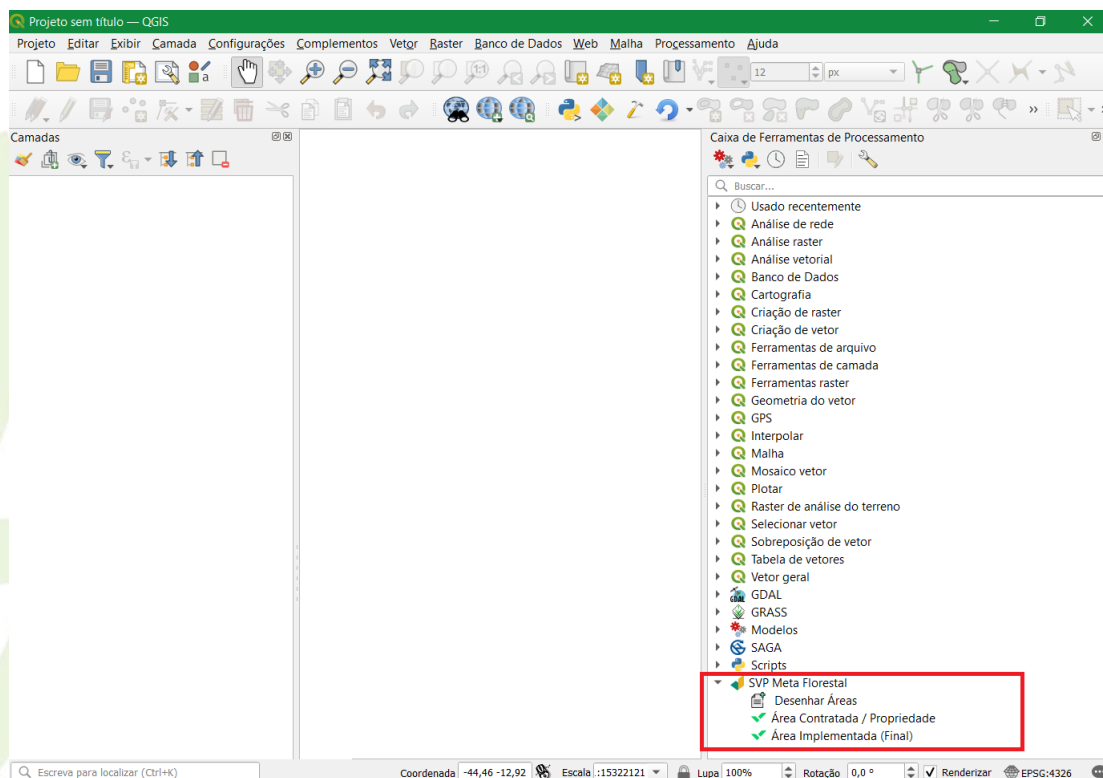 Projeto sem título — QGIS
Projeto Editar Exibir Camada Configurações Complementos Vetor Raster Banco de Dados Web Malha Processamento Ajuda
12 px
a
Camadas
Caixa de Ferramentas de Processamento
Buscar...
Usado recentemente
Análise de rede
Análise raster
Análise vetorial
Banco de Dados
Cartografia
Criação de raster
Criação de vetor
Ferramentas de arquivo
Ferramentas de camada
Ferramentas raster
Geometria do vetor
GPS
Interpolar
Malha
Mosaico vetor
Plotar
Raster de análise do terreno
Selecionar vetor
Sobreposição de vetor
Tabela de vetores
Vetor geral
GDAL
GRASS
Modelos
SAGA
Scripts
SVP Meta Florestal
Desenhar Áreas
Área Contratada / Propriedade
Área Implementada (Final)
Escreva para localizar (Ctrl+K) Coordenada -44,46 -12,92 Escala :15322121 Lupa 100% Rotação 0,0 ° Renderizar EPSG:4326